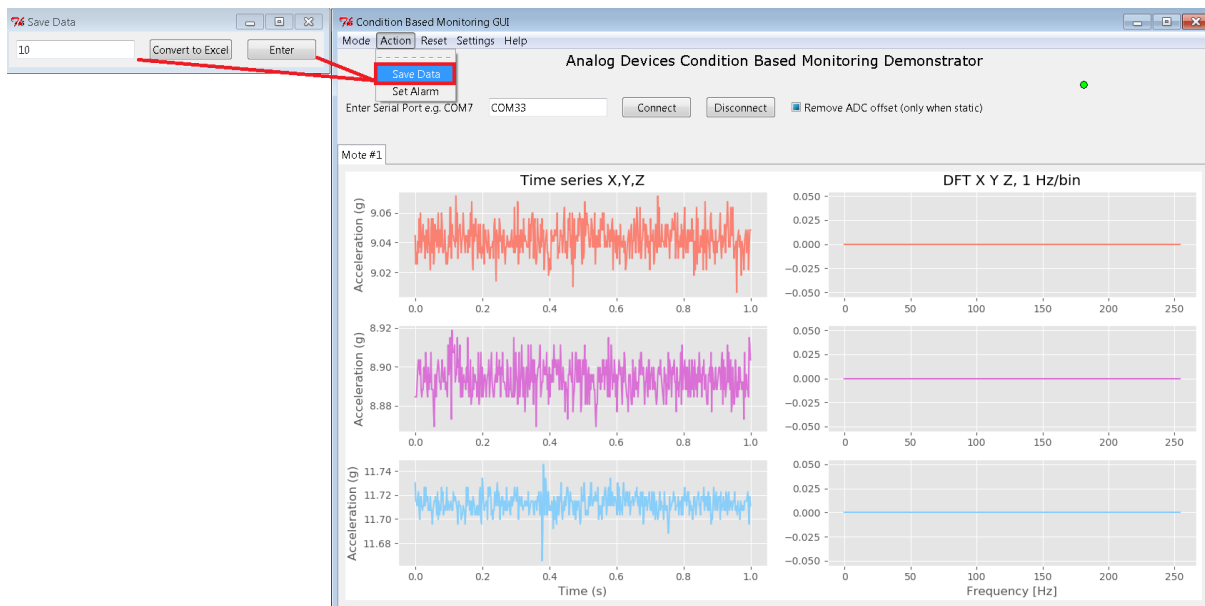 Save Data
10
Convert to Excel
Enter
Condition Based Monitoring GUI
Mode Action Reset Settings Help
Save Data
Set Alarm
Analog Devices Condition Based Monitoring Demonstrator
Enter Serial Port e.g. COM7
COM33
Connect
Disconnect
Remove ADC offset (only when static)
Mote #1
Time series X,Y,Z
Acceleration (g)
9.06
9.04
9.02
0.0 0.2 0.4 0.6 0.8 1.0
DFT X Y Z, 1 Hz/bin
0.050
0.025
0.000
−0.025
−0.050
0 50 100 150 200 250
Acceleration (g)
8.92
8.90
8.88
0.0 0.2 0.4 0.6 0.8 1.0
0.050
0.025
0.000
−0.025
−0.050
0 50 100 150 200 250
Acceleration (g)
11.74
11.72
11.70
11.68
0.0 0.2 0.4 0.6 0.8 1.0
Time (s)
0.050
0.025
0.000
−0.025
−0.050
0 50 100 150 200 250
Frequency [Hz]